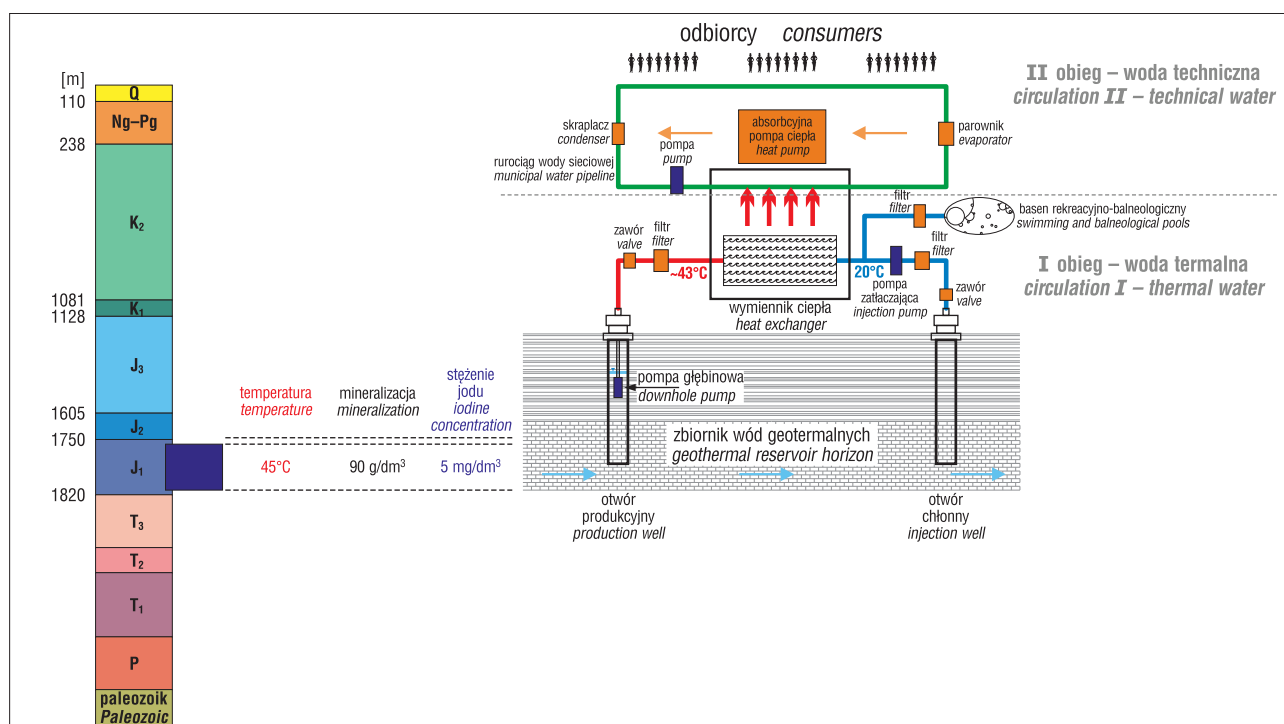 odbiorcy consumers
II obieg – woda techniczna
circulation II – technical water
[m]
Q
110
Ng–Pg
238
K2
1081
K1
1128
J3
1605
J2
1750
J1
1820
T3
T2
T1
P
paleozoik
Paleozoic
skraplacz
condenser
absorbcyjna
pompa ciepła
heat pump
parownik
evaporator
pompa
pump
rurociąg wody sieciowej
municipal water pipeline
filtr
filter
basen rekreacyjno-balneologiczny
swimming and balneological pools
zawór
valve
filtr
filter
filtr
filter
~43°C
20°C
I obieg – woda termalna
circulation I – thermal water
pompa
zatłaczająca
injection pump
zawór
valve
wymiennik ciepła
heat exchanger
pompa głębinowa
downhole pump
temperatura
temperature
mineralizacja
mineralization
stężenie
jodu
iodine
concentration
45°C
90 g/dm³
5 mg/dm³
zbiornik wód geotermalnych
geothermal reservoir horizon
otwór
produkcyjny
production well
otwór
chłonny
injection well